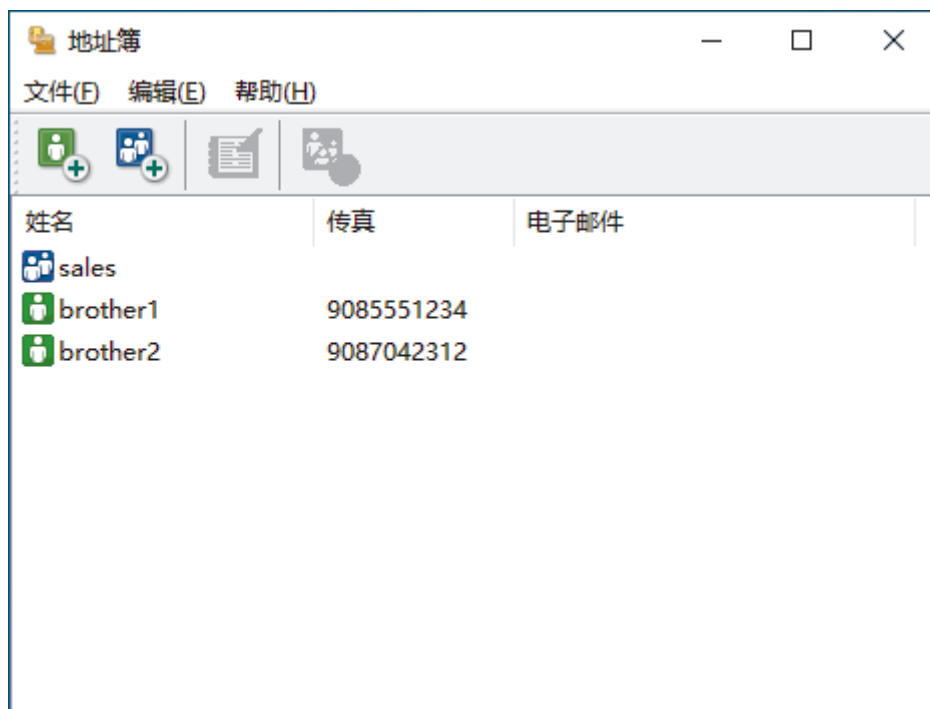 地址簿
文件(F) 编辑(E) 帮助(H)
姓名 传真 电子邮件
sales
brother1 9085551234
brother2 9087042312